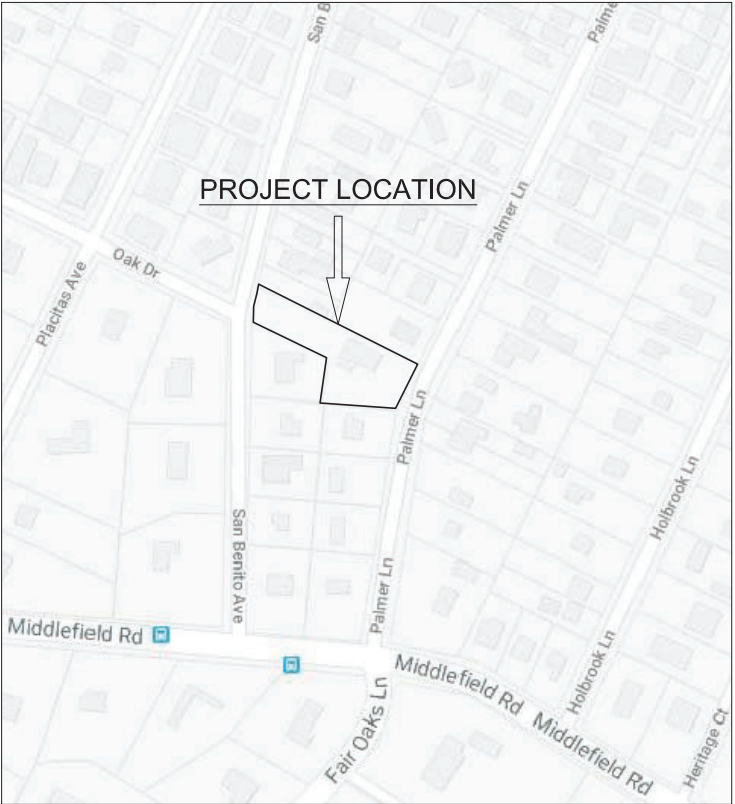 San B
Palme
PROJECT LOCATION
Palmer Ln
Oak Dr
Placitas Ave
Palmer Ln
Holbrook Ln
San Benito Ave
Palmer Ln
Middlefield Rd
Middlefield Rd
Holbrook Ln
Fair Oaks Ln
Middlefield Rd
Heritage Ct